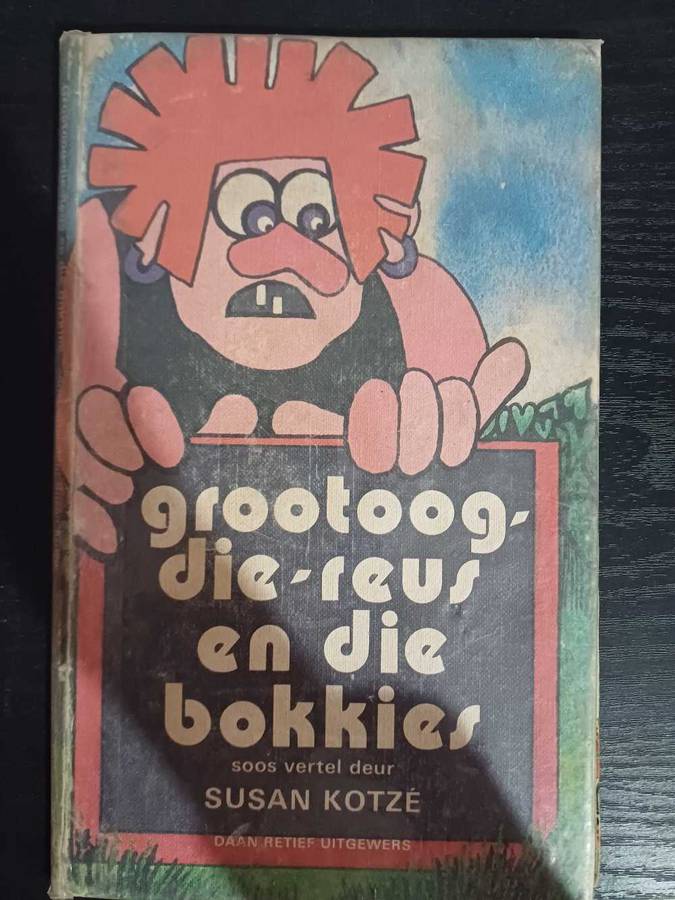 grootoog-
die-reus
en die
bokkies
soos vertel deur
SUSAN KOTZÉ
DAAN RETIEF UITGEWERS